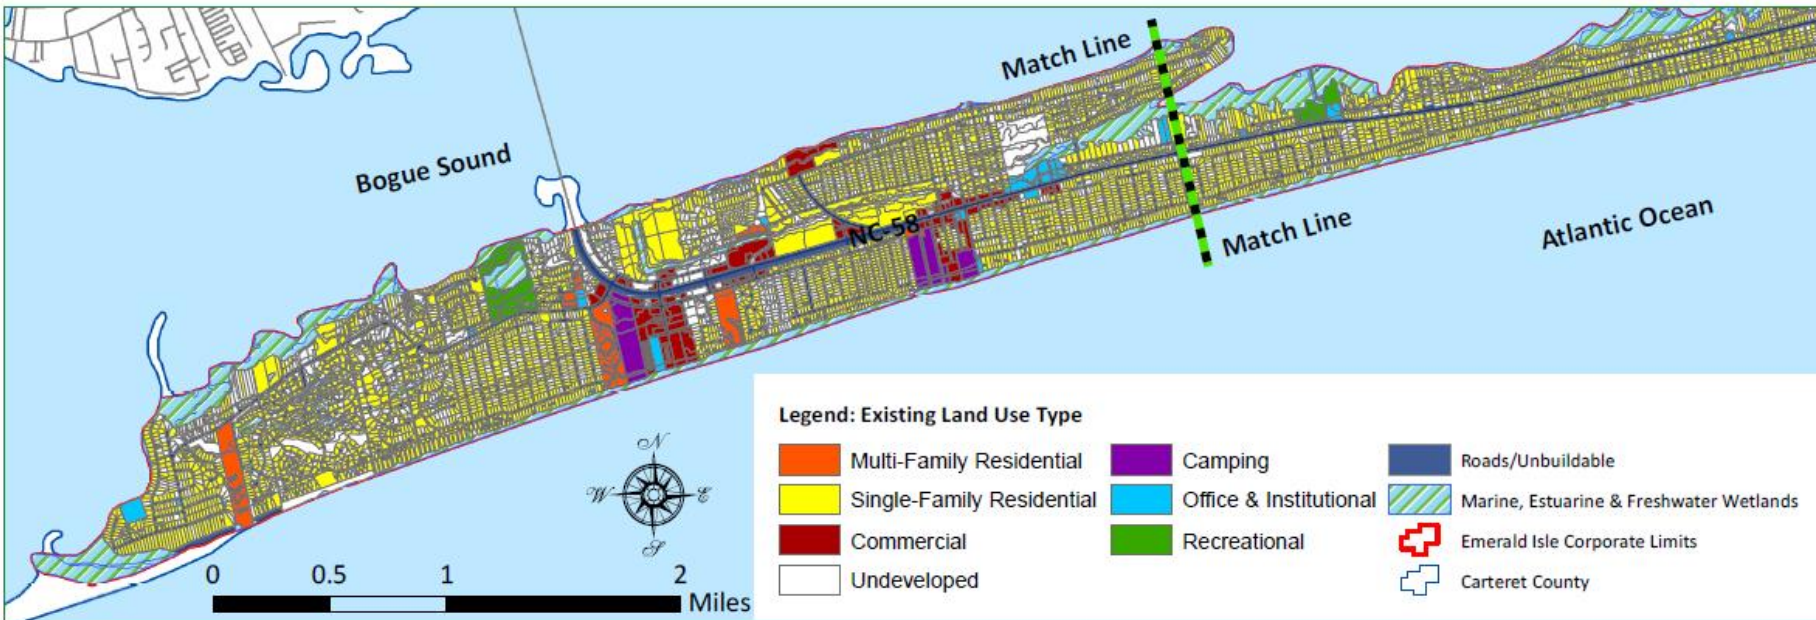 Match Line
Bogue Sound
NC-58
Match Line
Atlantic Ocean
Legend: Existing Land Use Type
Multi-Family Residential
Single-Family Residential
Commercial
Undeveloped
Camping
Office & Institutional
Recreational
Roads/Unbuildable
Marine, Estuarine & Freshwater Wetlands
Emerald Isle Corporate Limits
Carteret County
N
W E
S
0 0.5 1 2
Miles